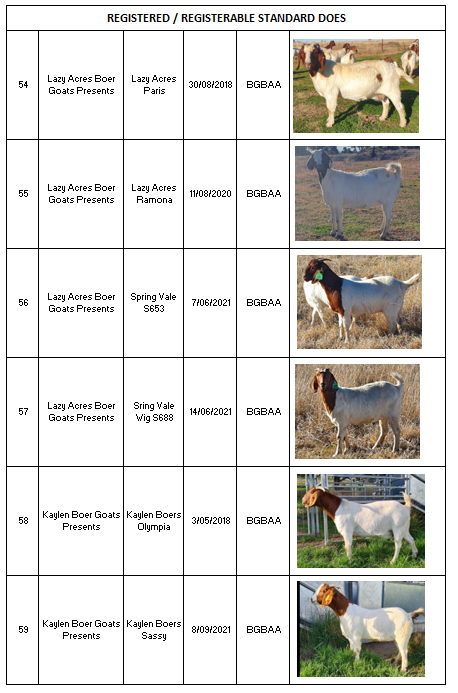 REGISTERED / REGISTERABLE STANDARD DOES
54
Lazy Acres Boer
Goats Presents
Lazy Acres
Paris
30/08/2018
BGBAA
55
Lazy Acres Boer
Goats Presents
Lazy Acres
Ramona
11/08/2020
BGBAA
56
Lazy Acres Boer
Goats Presents
Spring Vale
S653
7/06/2021
BGBAA
57
Lazy Acres Boer
Goats Presents
Sring Vale
Wig S688
14/06/2021
BGBAA
58
Kaylen Boer Goats
Presents
Kaylen Boers
Olympia
3/05/2018
BGBAA
59
Kaylen Boer Goats
Presents
Kaylen Boers
Sassy
8/09/2021
BGBAA